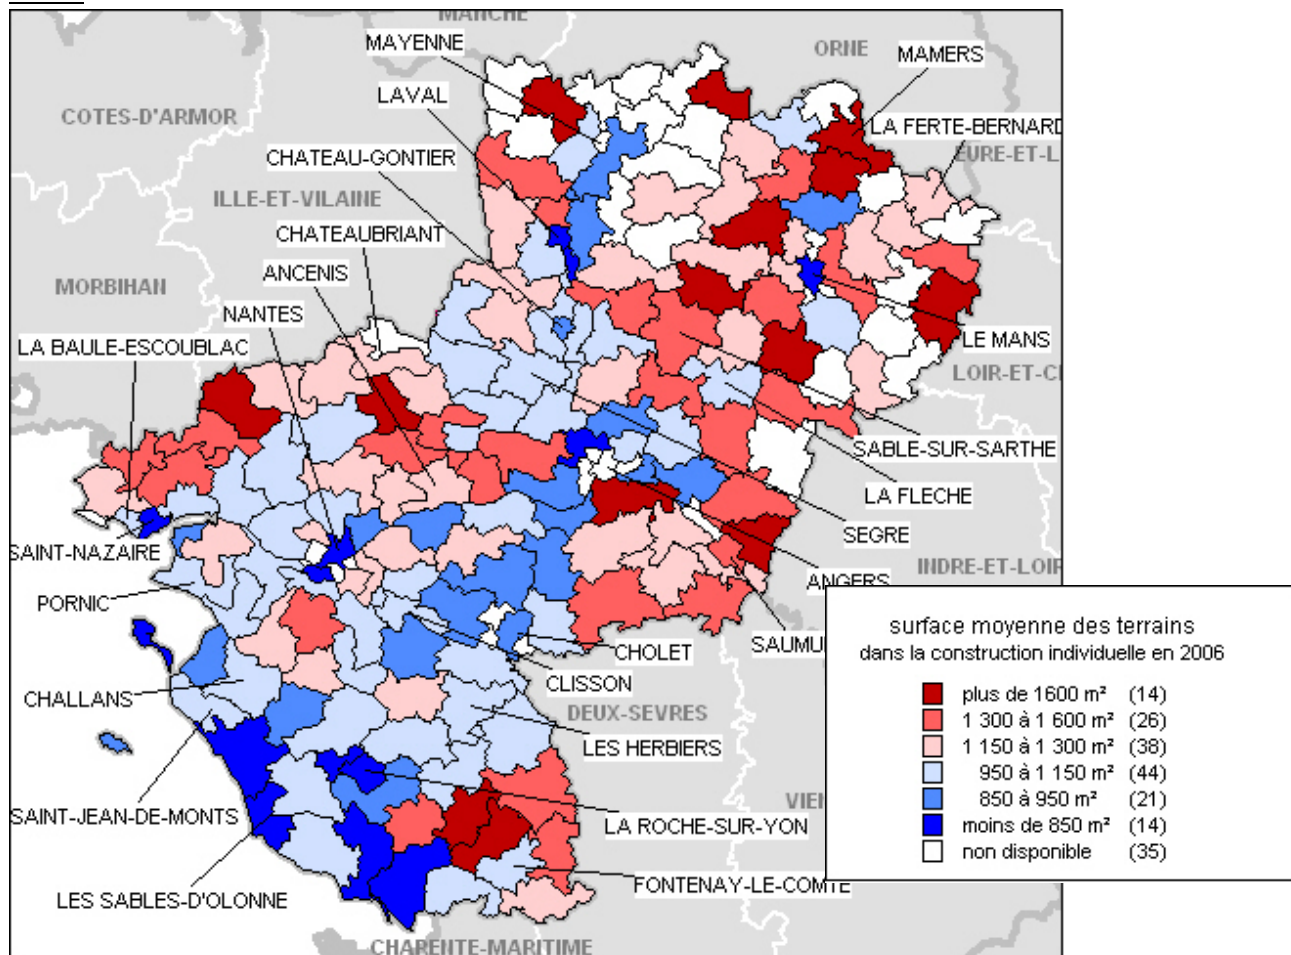 MANCHE
MAYENNE
ORNE
MAMERS
LAVAL
COTES-D'ARMOR
LA FERTE-BERNARD
CHATEAU-GONTIER
EURE-ET-L
ILLE-ET-VILAINE
CHATEAUBRIANT
ANCENIS
MORBIHAN
NANTES
LE MANS
LA BAULE-ESCOUBLAC
LOIR-ET-C
SABLE-SUR-SARTHE
LA FLECHE
SEGRE
SAINT-NAZAIRE
INDRE-ET-LOIR
ANGERS
PORNIC
SAUMU
CHOLET
CLISSON
CHALLANS
DEUX-SEVRES
LES HERBIERS
VIEN
SAINT-JEAN-DE-MONTS
LA ROCHE-SUR-YON
FONTENAY-LE-COMTE
LES SABLES-D'OLONNE
CHARENTE-MARITIME
surface moyenne des terrains
dans la construction individuelle en 2006
plus de 1600 m² (14)
1 300 à 1 600 m² (26)
1 150 à 1 300 m² (38)
950 à 1 150 m² (44)
850 à 950 m² (21)
moins de 850 m² (14)
non disponible (35)